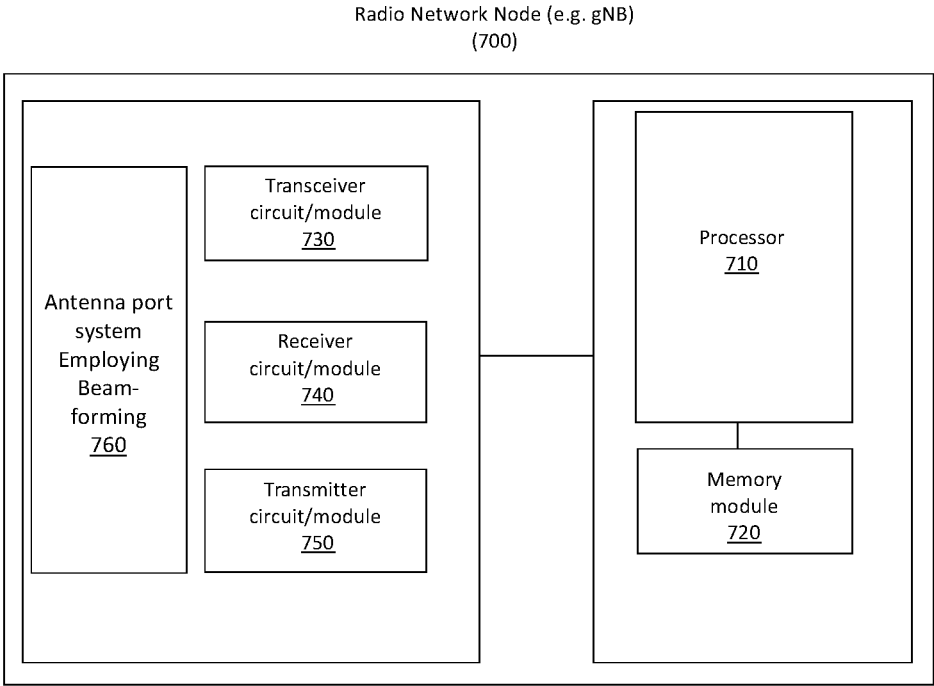 Radio Network Node (e.g. gNB)
(700)
Antenna port
system
Employing
Beam-
forming
760
Transceiver
circuit/module
730
Receiver
circuit/module
740
Transmitter
circuit/module
750
Processor
710
Memory
module
720